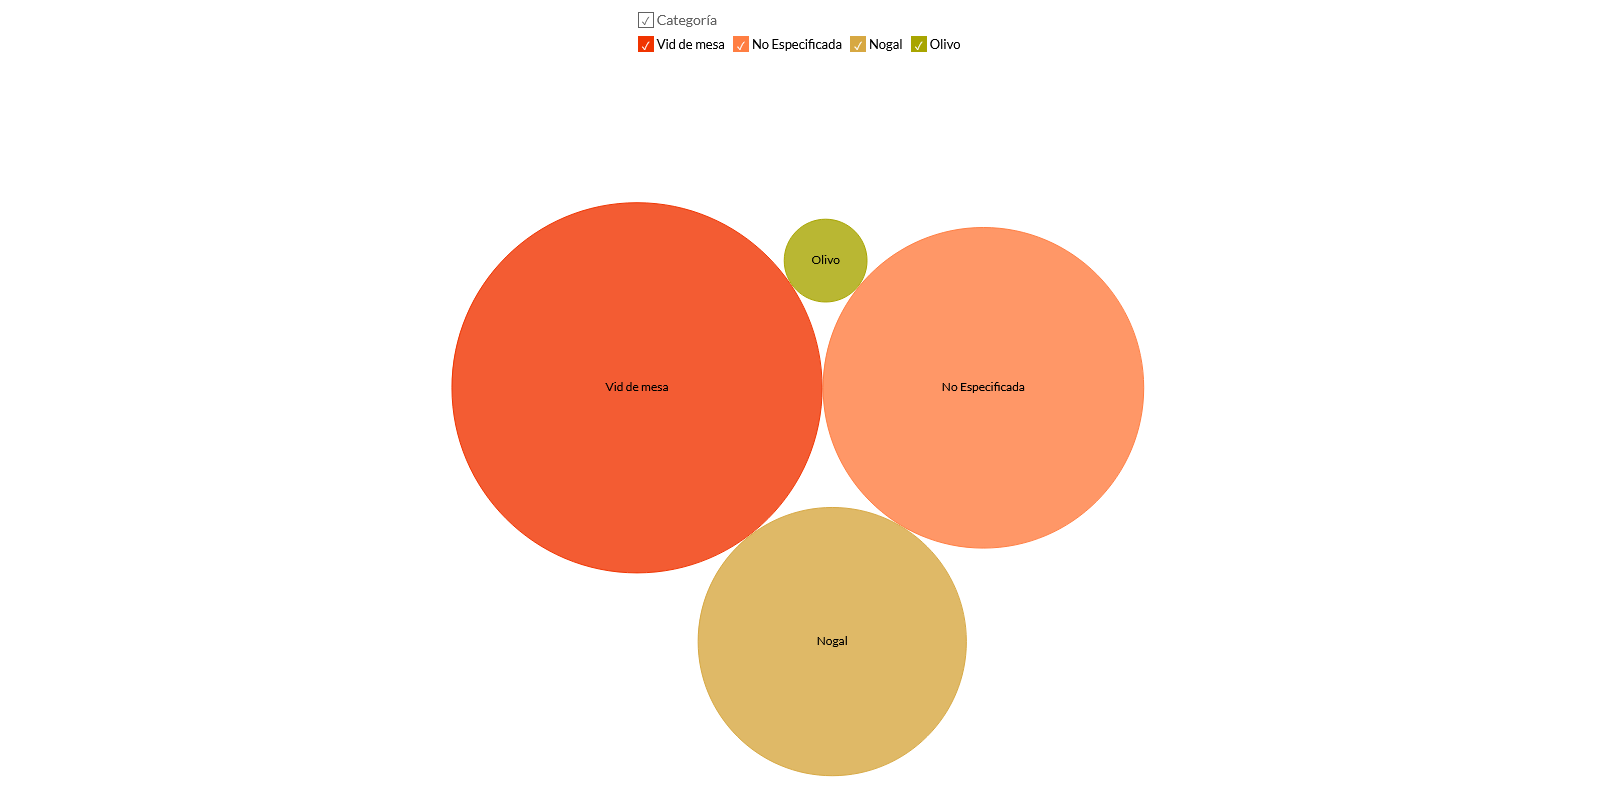 Categoría
Vid de mesa No Especificada Nogal Olivo
Olivo
Vid de mesa
No Especificada
Nogal